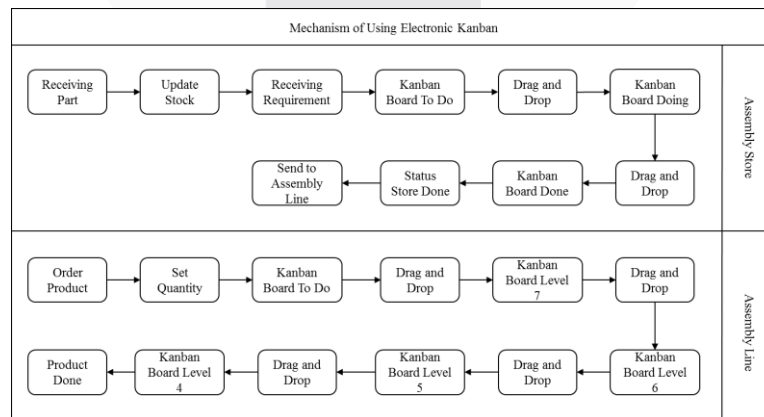 Mechanism of Using Electronic Kanban
Receiving
Part
Update
Stock
Receiving
Requirement
Kanban
Board To Do
Drag and
Drop
Kanban
Board Doing
Drag and
Drop
Kanban
Board Done
Status
Store Done
Send to
Assembly
Line
Assembly Store
Order
Product
Set
Quantity
Kanban
Board To Do
Drag and
Drop
Kanban
Board Level
7
Drag and
Drop
Kanban
Board Level
6
Drag and
Drop
Kanban
Board Level
5
Drag and
Drop
Kanban
Board Level
4
Product
Done
Assembly Line